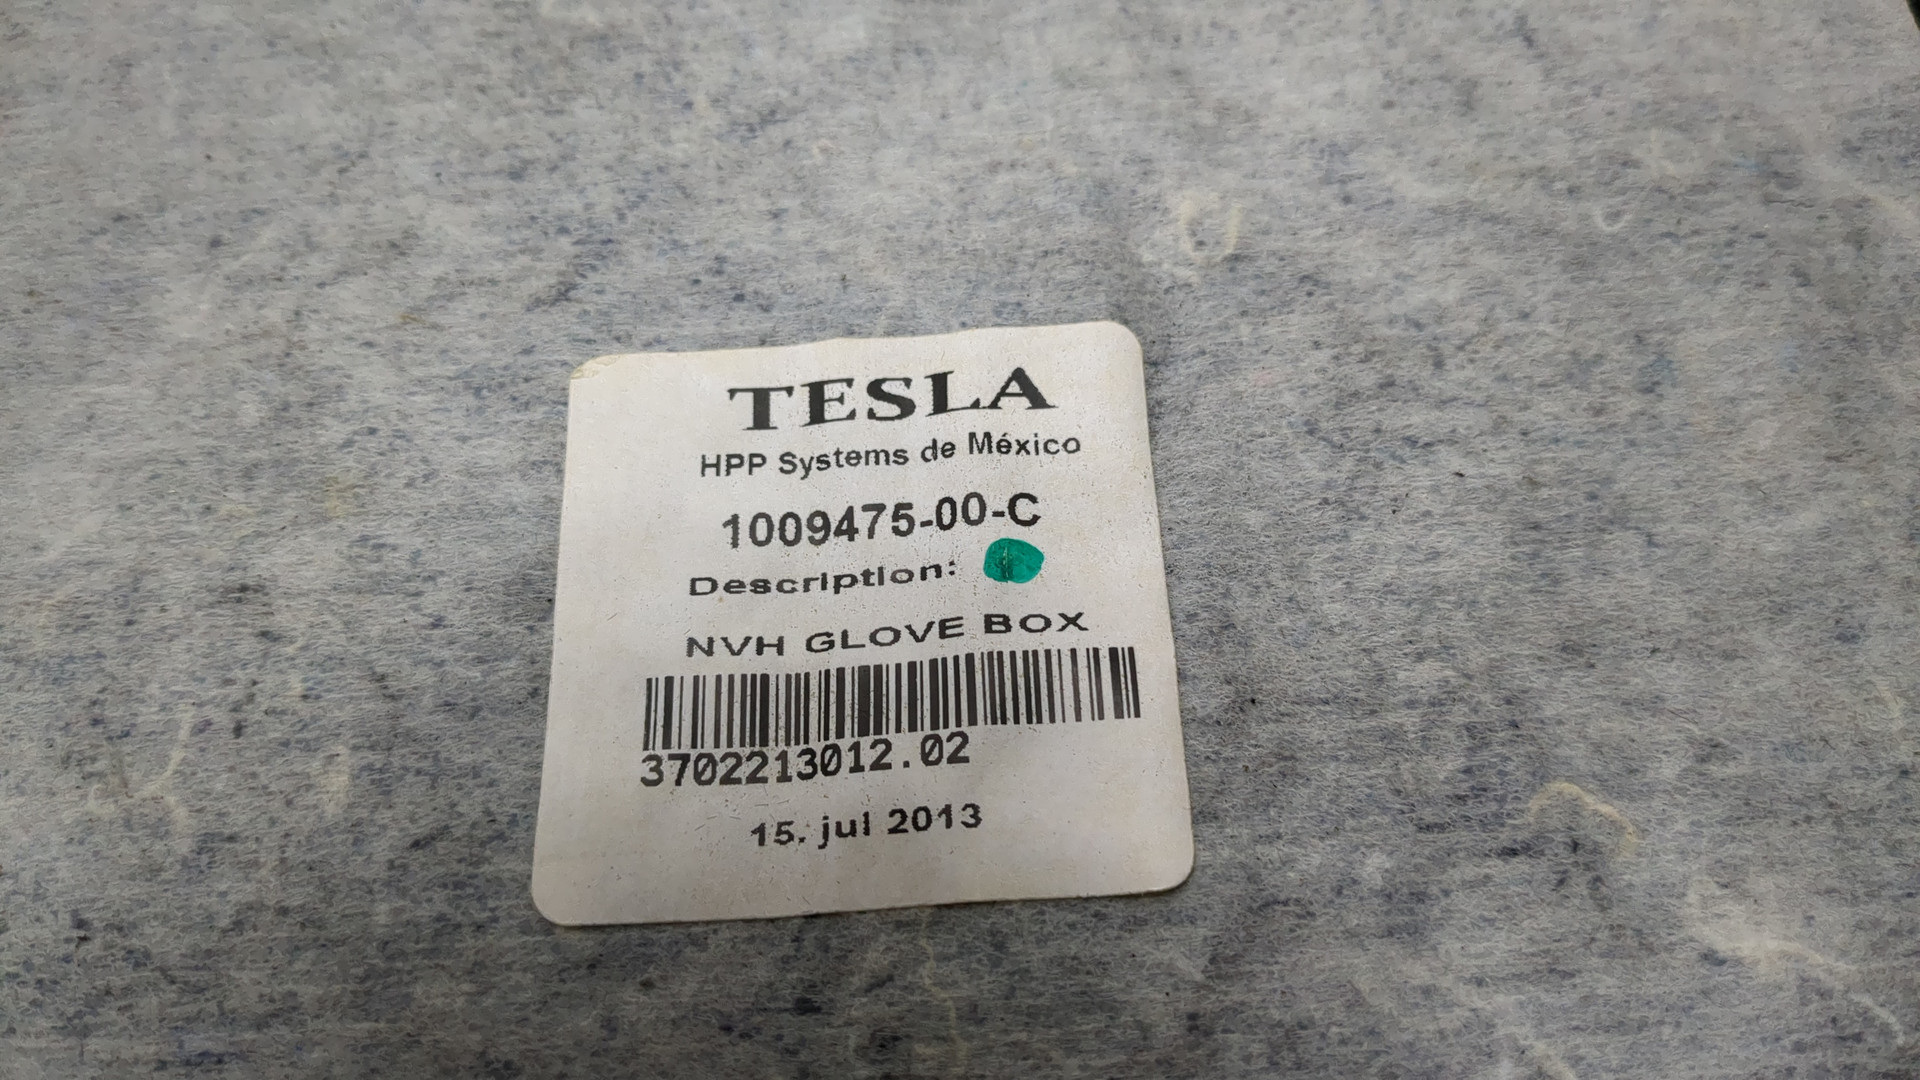 TESLA
HPP Systems de México
1009475-00-C
Description:
NVH GLOVE BOX
3702213012.02
15. jul 2013